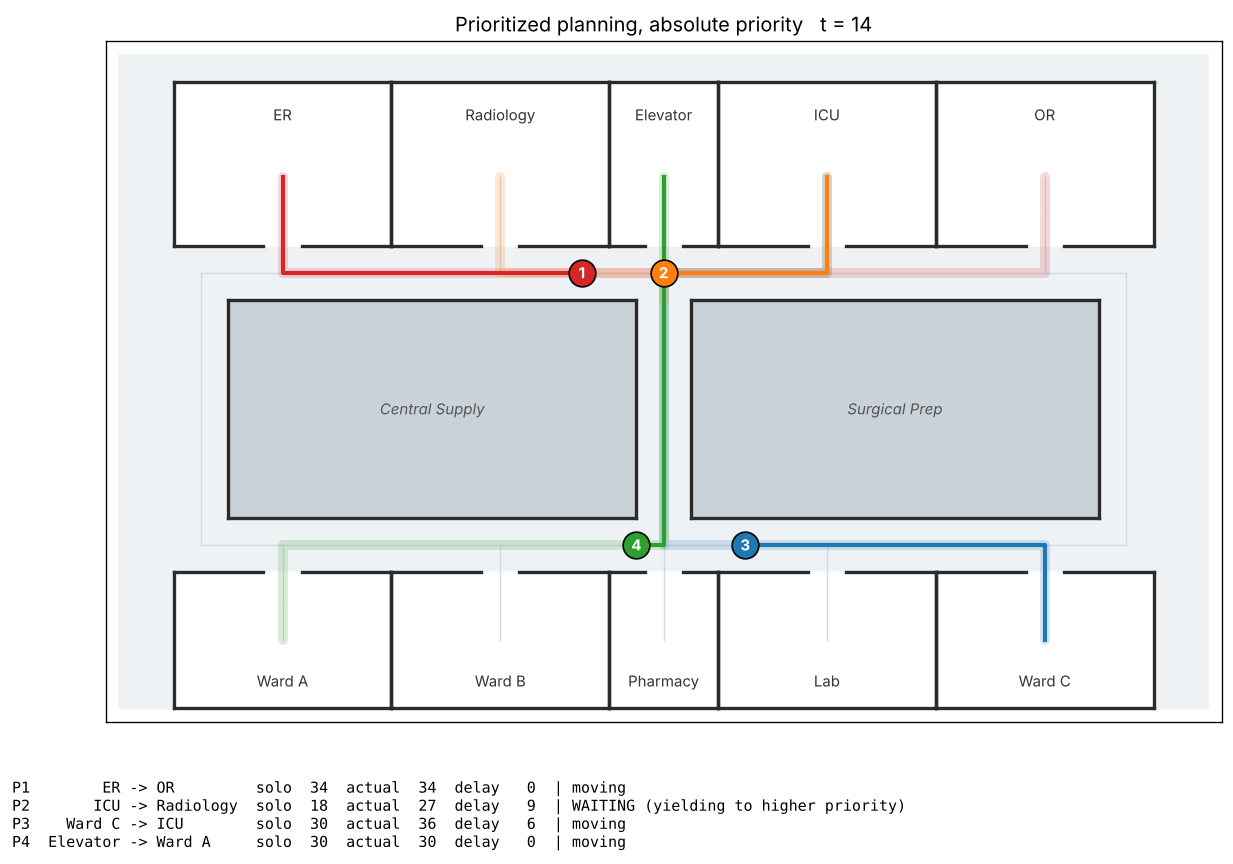 Prioritized planning, absolute priority t = 14
ER Radiology Elevator ICU OR
1 2
Central Supply Surgical Prep
4 3
Ward A Ward B Pharmacy Lab Ward C
P1 ER -> OR solo 34 actual 34 delay 0 | moving
P2 ICU -> Radiology solo 18 actual 27 delay 9 | WAITING (yielding to higher priority)
P3 Ward C -> ICU solo 30 actual 36 delay 6 | moving
P4 Elevator -> Ward A solo 30 actual 30 delay 0 | moving